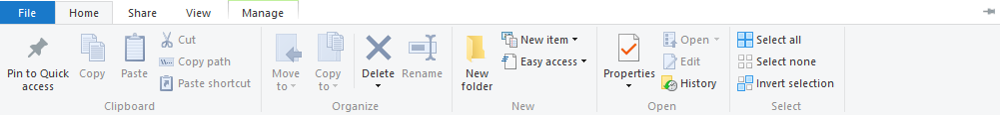 File
Home
Share
View
Manage
Pin to Quick
access
Copy
Paste
Cut
Copy path
Paste shortcut
Clipboard
Move
to
Copy
to
Delete
Rename
Organize
New
folder
New item
Easy access
New
Properties
Open
Edit
History
Open
Select all
Select none
Invert selection
Select